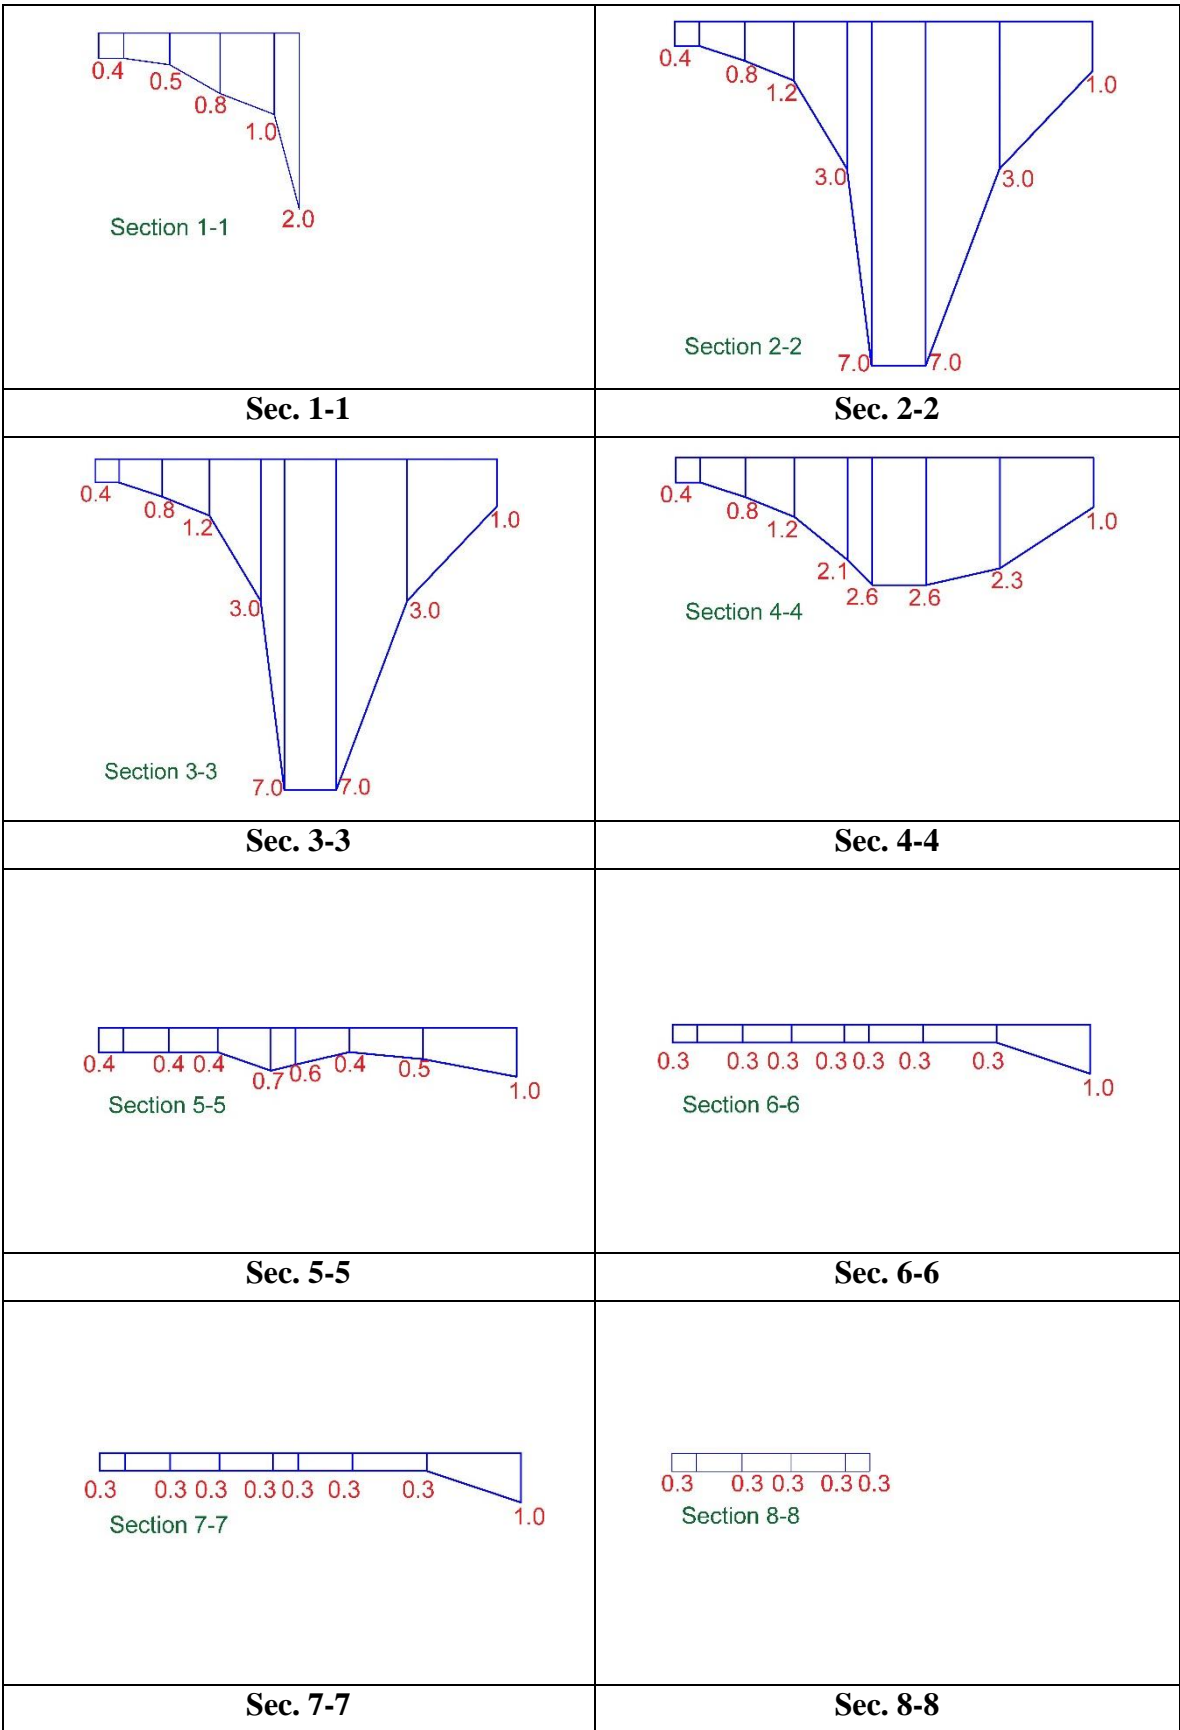 0.4
0.5
0.8
1.0
2.0
Section 1-1
0.4
0.8
1.2
3.0
3.0
1.0
7.0
7.0
Section 2-2
Sec. 1-1
Sec. 2-2
0.4
0.8
1.2
3.0
3.0
1.0
7.0
7.0
Section 3-3
0.4
0.8
1.2
2.1
2.6
2.6
2.3
1.0
Section 4-4
Sec. 3-3
Sec. 4-4
0.4 0.4 0.4 0.7 0.6 0.4 0.5 1.0
Section 5-5
0.3 0.3 0.3 0.3 0.3 0.3 0.3 1.0
Section 6-6
Sec. 5-5
Sec. 6-6
0.3 0.3 0.3 0.3 0.3 0.3 0.3 1.0
Section 7-7
0.3 0.3 0.3 0.3 0.3
Section 8-8
Sec. 7-7
Sec. 8-8